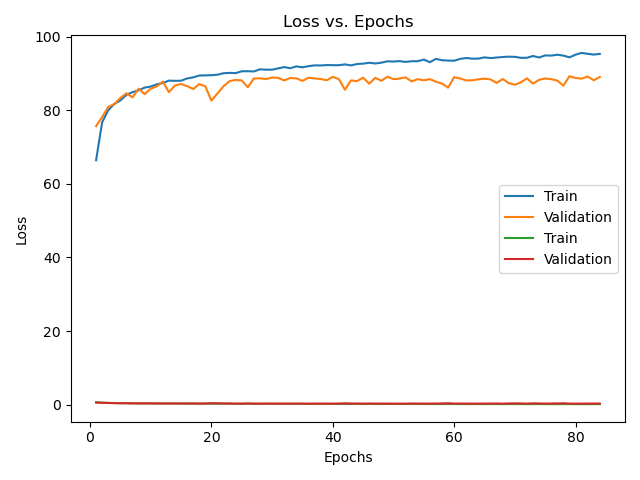 Loss vs. Epochs
100
80
60
40
20
0
Loss
Train
Validation
Train
Validation
0 20 40 60 80
Epochs